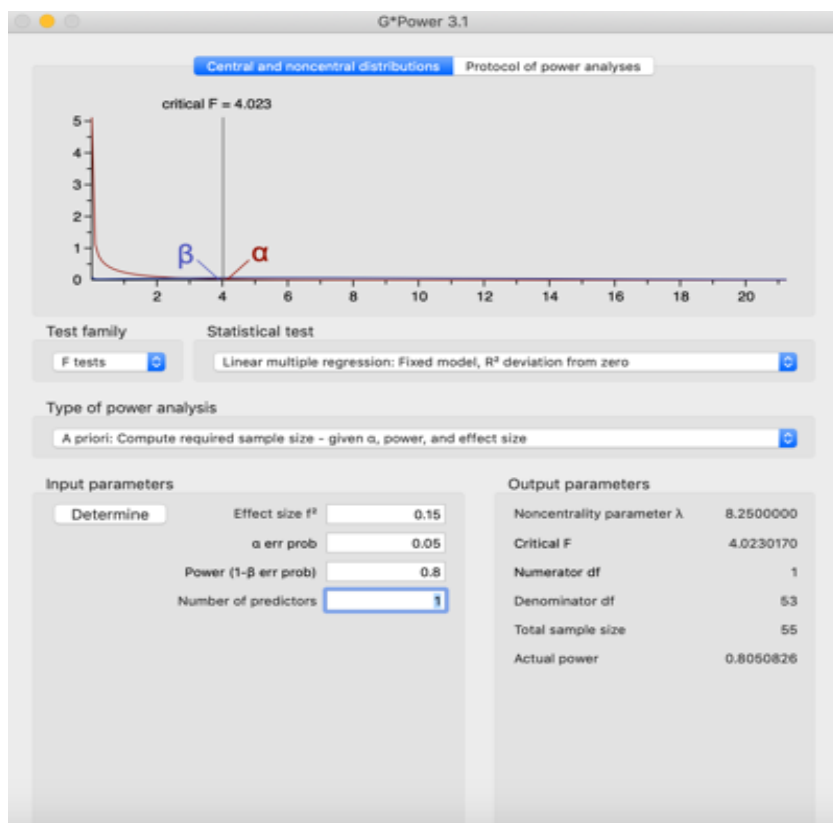 G*Power 3.1
Central and noncentral distributions Protocol of power analyses
critical F = 4.023
5
4
3
2
1
0
β α
2 4 6 8 10 12 14 16 18 20
Test family Statistical test
F tests Linear multiple regression: Fixed model, R² deviation from zero
Type of power analysis
A priori: Compute required sample size – given α, power, and effect size
Input parameters Output parameters
Determine Effect size f² 0.15 Noncentrality parameter λ 8.2500000
α err prob 0.05 Critical F 4.0230170
Power (1-β err prob) 0.8 Numerator df 1
Number of predictors 1 Denominator df 53
Total sample size 55
Actual power 0.8050826